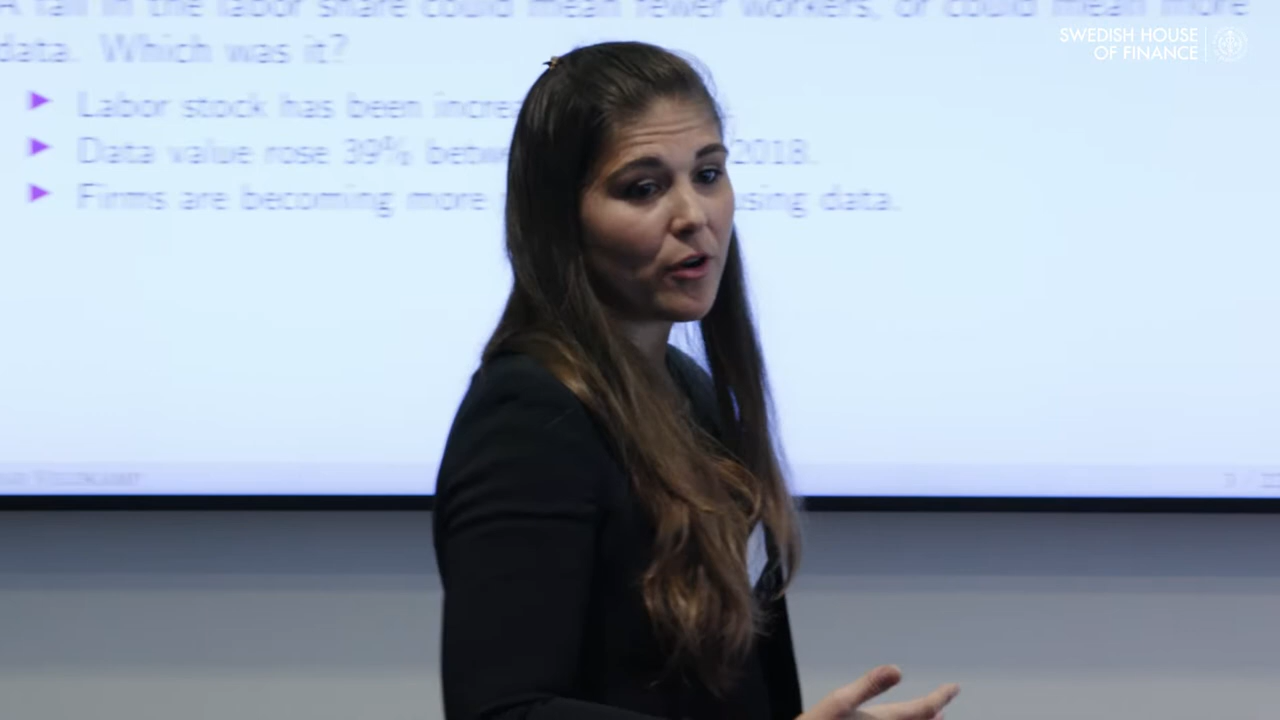 A fall in the labor share could mean fewer workers, or could mean more
SWEDISH HOUSE
OF FINANCE
data. Which was it?
Labor stock has been increa
Data value rose 39% betwe 2018.
Firms are becoming more using data.